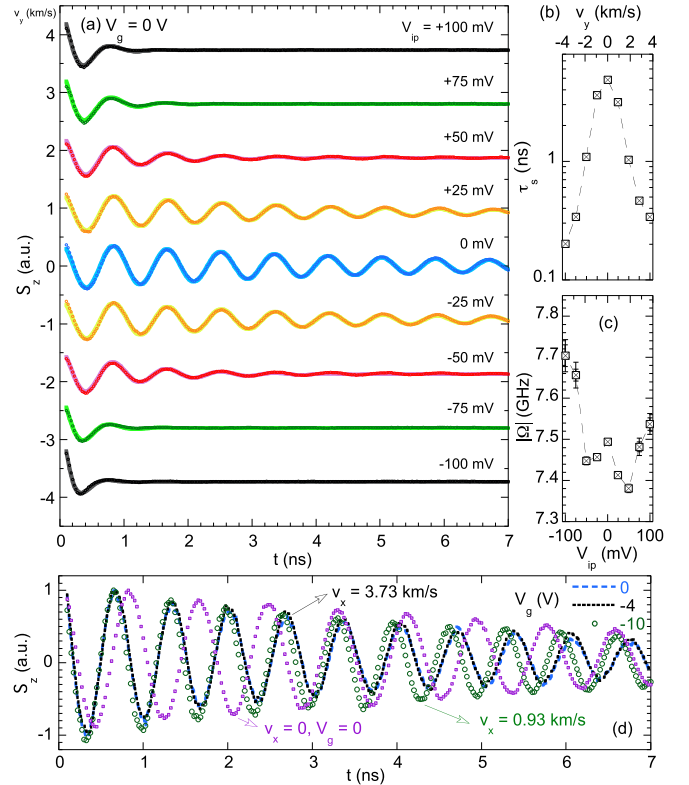 v_y (km/s)
(a) V_g = 0 V
V_ip = +100 mV
+75 mV
+50 mV
+25 mV
0 mV
-25 mV
-50 mV
-75 mV
-100 mV
4
3
2
1
0
-1
-2
-3
-4
S_z (a.u.)
0 1 2 3 4 5 6 7
t (ns)
(b) v_y (km/s)
-4 -2 0 2 4
1
0.1
τ_s (ns)
(c)
7.8
7.7
7.6
7.5
7.4
7.3
|Ω| (GHz)
-100 0 100
V_ip (mV)
1
0
-1
S_z (a.u.)
v_x = 3.73 km/s
V_g (V)
0
-4
-10
v_x = 0, V_g = 0
v_x = 0.93 km/s
(d)
0 1 2 3 4 5 6 7
t (ns)